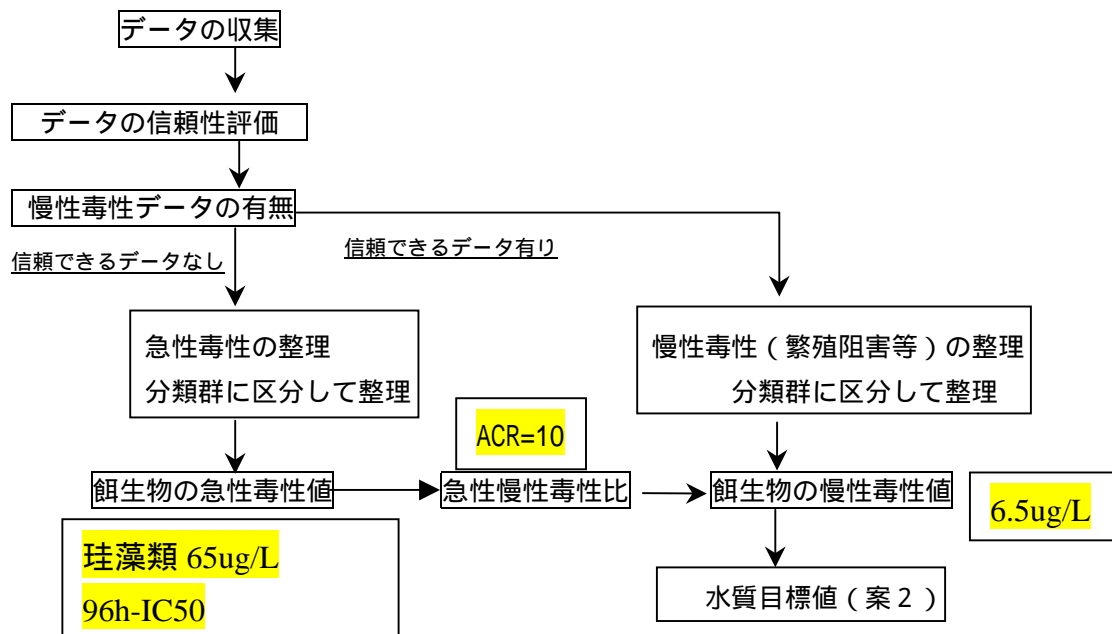 データの収集
データの信頼性評価
慢性毒性データの有無
信頼できるデータなし
信頼できるデータ有り
急性毒性の整理
分類群に区分して整理
慢性毒性(繁殖阻害等)の整理
分類群に区分して整理
ACR=10
餌生物の急性毒性値
急性慢性毒性比
餌生物の慢性毒性値
6.5ug/L
珪藻類 65ug/L
96h-IC50
水質目標値(案2)